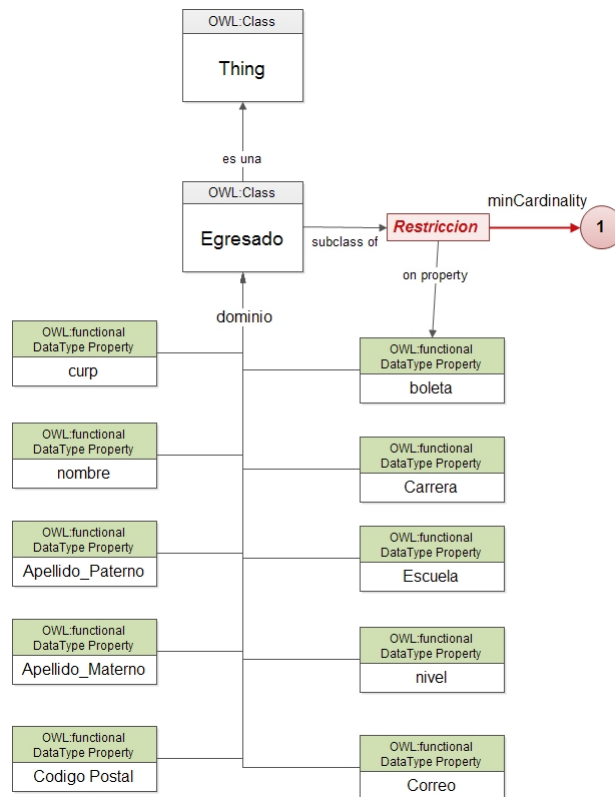 OWL:Class
Thing
es una
OWL:Class
Egresado
subclass of
Restriccion
minCardinality
1
on property
dominio
OWL:functional
DataType Property
curp
OWL:functional
DataType Property
boleta
OWL:functional
DataType Property
nombre
OWL:functional
DataType Property
Carrera
OWL:functional
DataType Property
Apellido_Paterno
OWL:functional
DataType Property
Escuela
OWL:functional
DataType Property
Apellido_Materno
OWL:functional
DataType Property
nivel
OWL:functional
DataType Property
Codigo Postal
OWL:functional
DataType Property
Correo